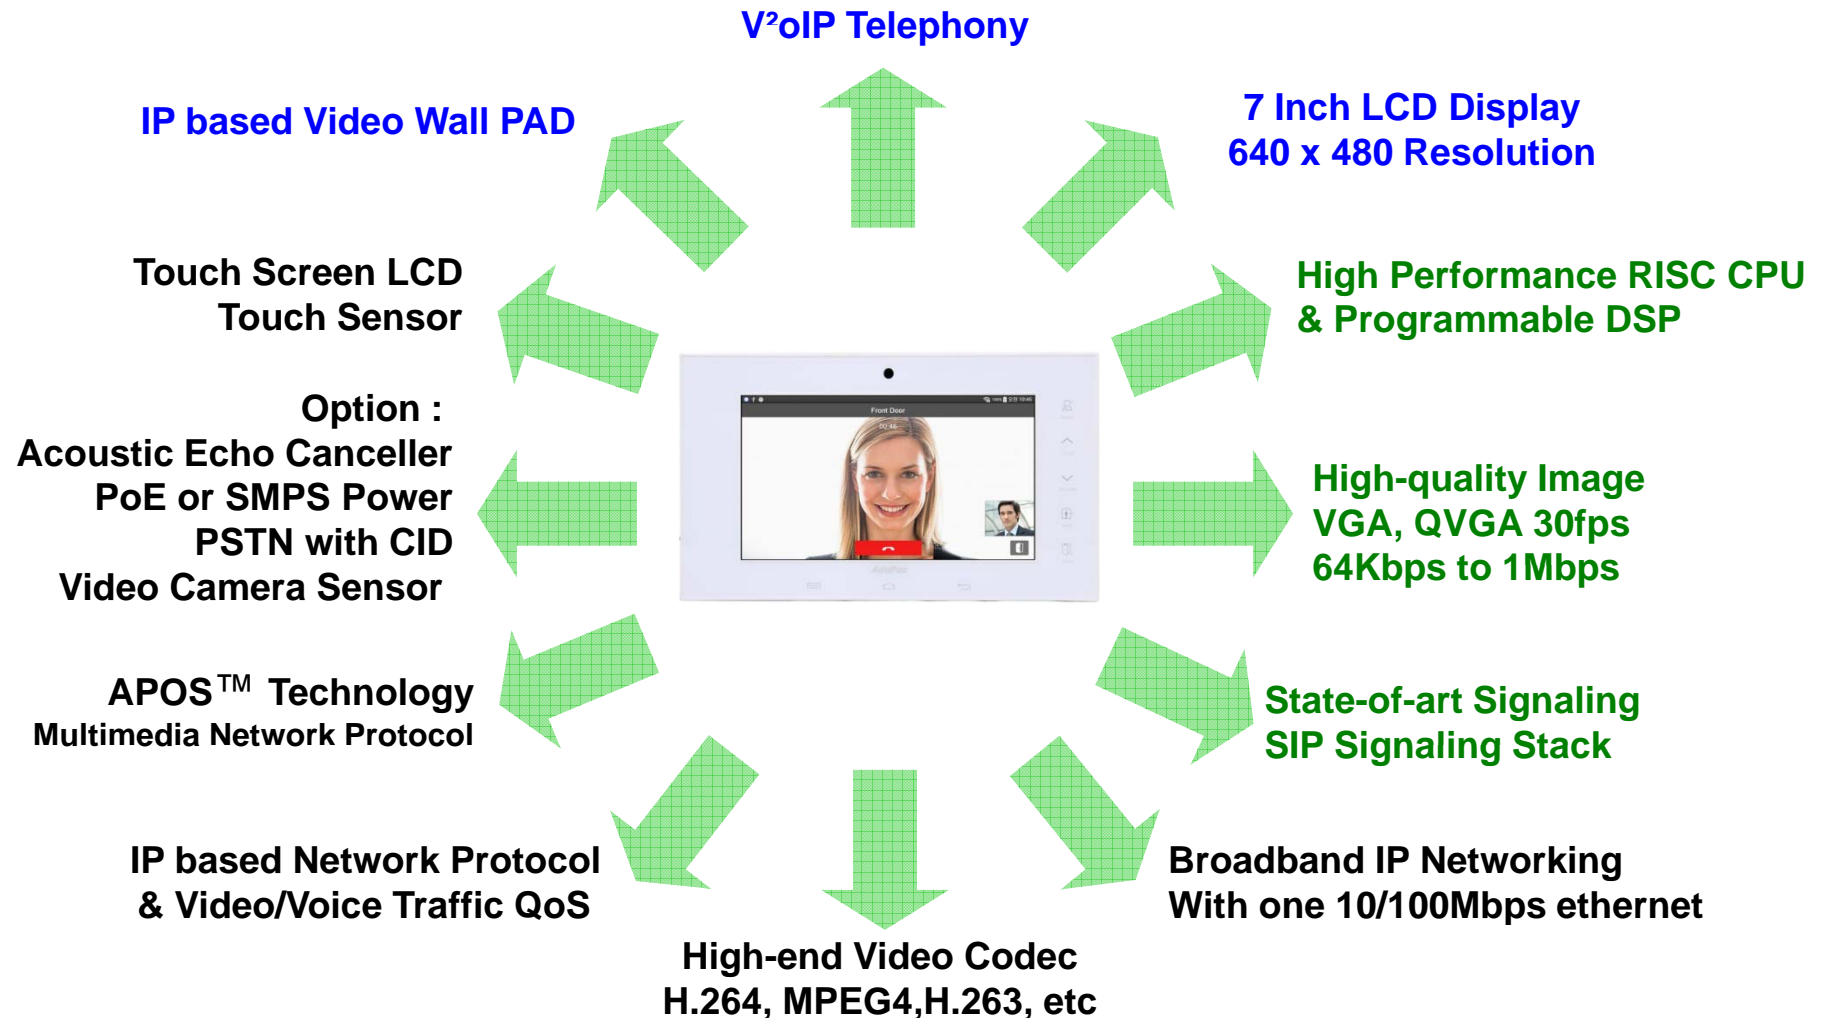 V²oIP Telephony
IP based Video Wall PAD
7 Inch LCD Display
640 x 480 Resolution
Touch Screen LCD
Touch Sensor
High Performance RISC CPU
& Programmable DSP
Option :
Acoustic Echo Canceller
PoE or SMPS Power
PSTN with CID
Video Camera Sensor
Front Door
00:48
AddPac
High-quality Image
VGA, QVGA 30fps
64Kbps to 1Mbps
APOS™ Technology
Multimedia Network Protocol
State-of-art Signaling
SIP Signaling Stack
IP based Network Protocol
& Video/Voice Traffic QoS
Broadband IP Networking
With one 10/100Mbps ethernet
High-end Video Codec
H.264, MPEG4,H.263, etc